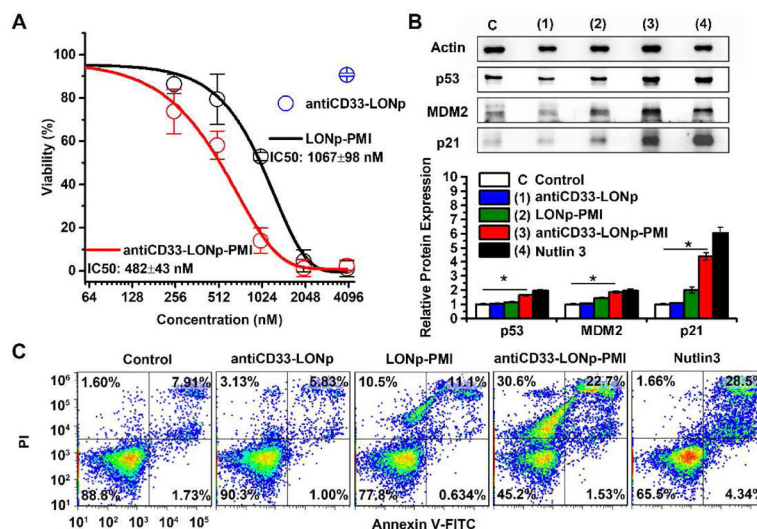 A
Viability (%)
100
80
60
40
20
0
antiCD33-LONp
LONp-PMI
IC50: 1067±98 nM
antiCD33-LONp-PMI
IC50: 482±43 nM
64 128 256 512 1024 2048 4096
Concentration (nM)
B
C (1) (2) (3) (4)
Actin
p53
MDM2
p21
Relative Protein Expression
10
8
6
4
2
0
C Control
(1) antiCD33-LONp
(2) LONp-PMI
(3) antiCD33-LONp-PMI
(4) Nutlin 3
* * *
p53 MDM2 p21
C
Control antiCD33-LONp LONp-PMI antiCD33-LONp-PMI Nutlin3
PI
10⁶
10⁵
10⁴
10³
10²
10¹
1.60% 7.91% 3.13% 5.83% 10.5% 11.1% 30.6% 22.7% 1.66% 28.5%
88.8% 1.73% 90.3% 1.00% 77.8% 0.634% 45.2% 1.53% 65.5% 4.34%
10¹ 10² 10³ 10⁴ 10⁵
Annexin V-FITC